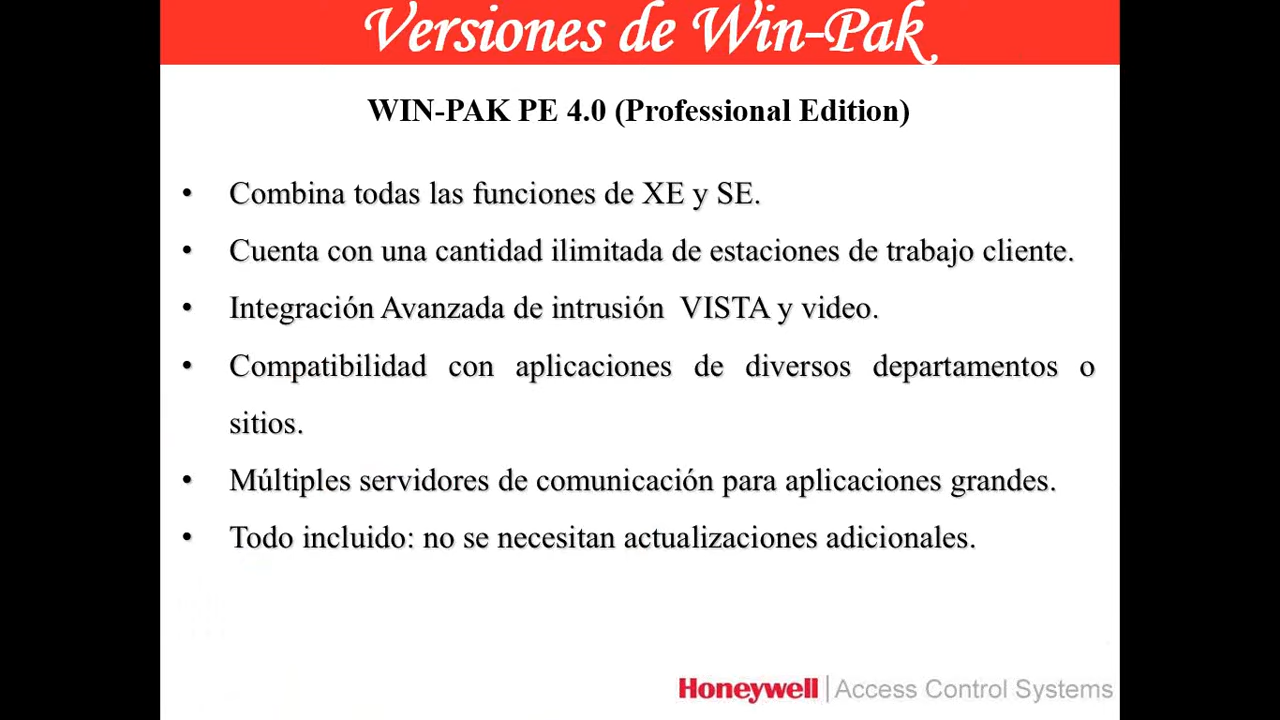 Versiones de Win-Pak
WIN-PAK PE 4.0 (Professional Edition)
• Combina todas las funciones de XE y SE.
• Cuenta con una cantidad ilimitada de estaciones de trabajo cliente.
• Integración Avanzada de intrusión VISTA y video.
• Compatibilidad con aplicaciones de diversos departamentos o
sitios.
• Múltiples servidores de comunicación para aplicaciones grandes.
• Todo incluido: no se necesitan actualizaciones adicionales.
Honeywell | Access Control Systems